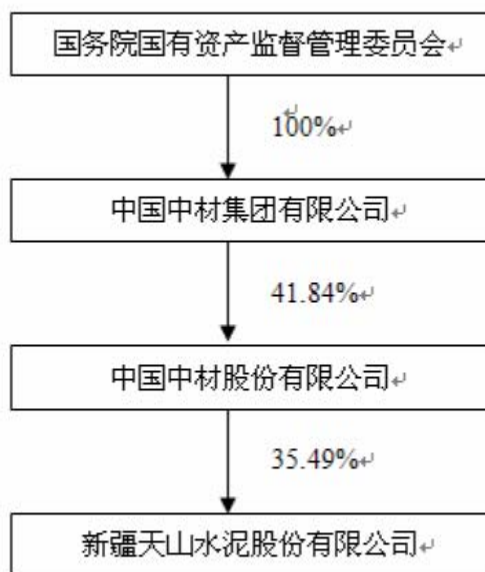 国务院国有资产监督管理委员会
100%
中国中材集团有限公司
41.84%
中国中材股份有限公司
35.49%
新疆天山水泥股份有限公司